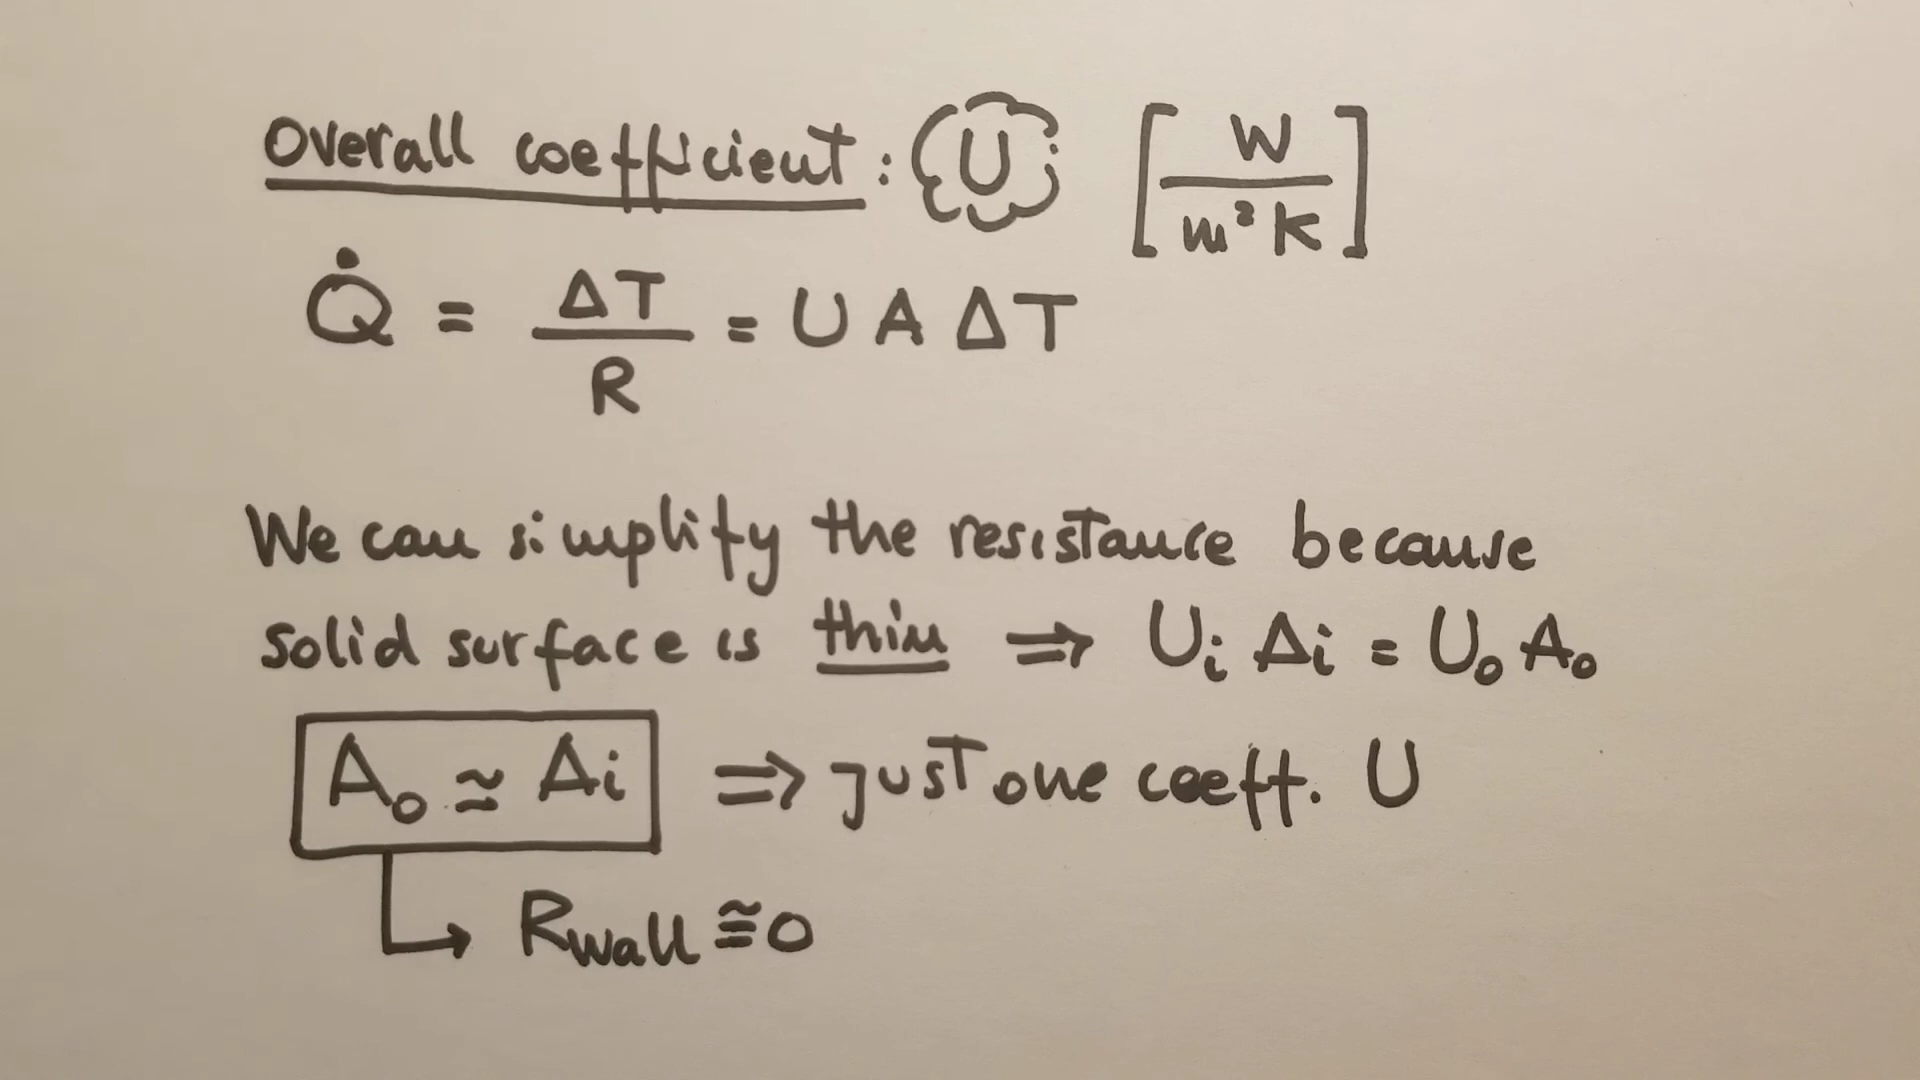 Overall coefficient : U [W/m²K]
Q̇ = ΔT/R = U A ΔT
We can simplify the resistance because
solid surface is thin ⇒ Ui Ai = Uo Ao
Ao ≃ Ai ⇒ just one coeff. U
↳ Rwall ≅ 0